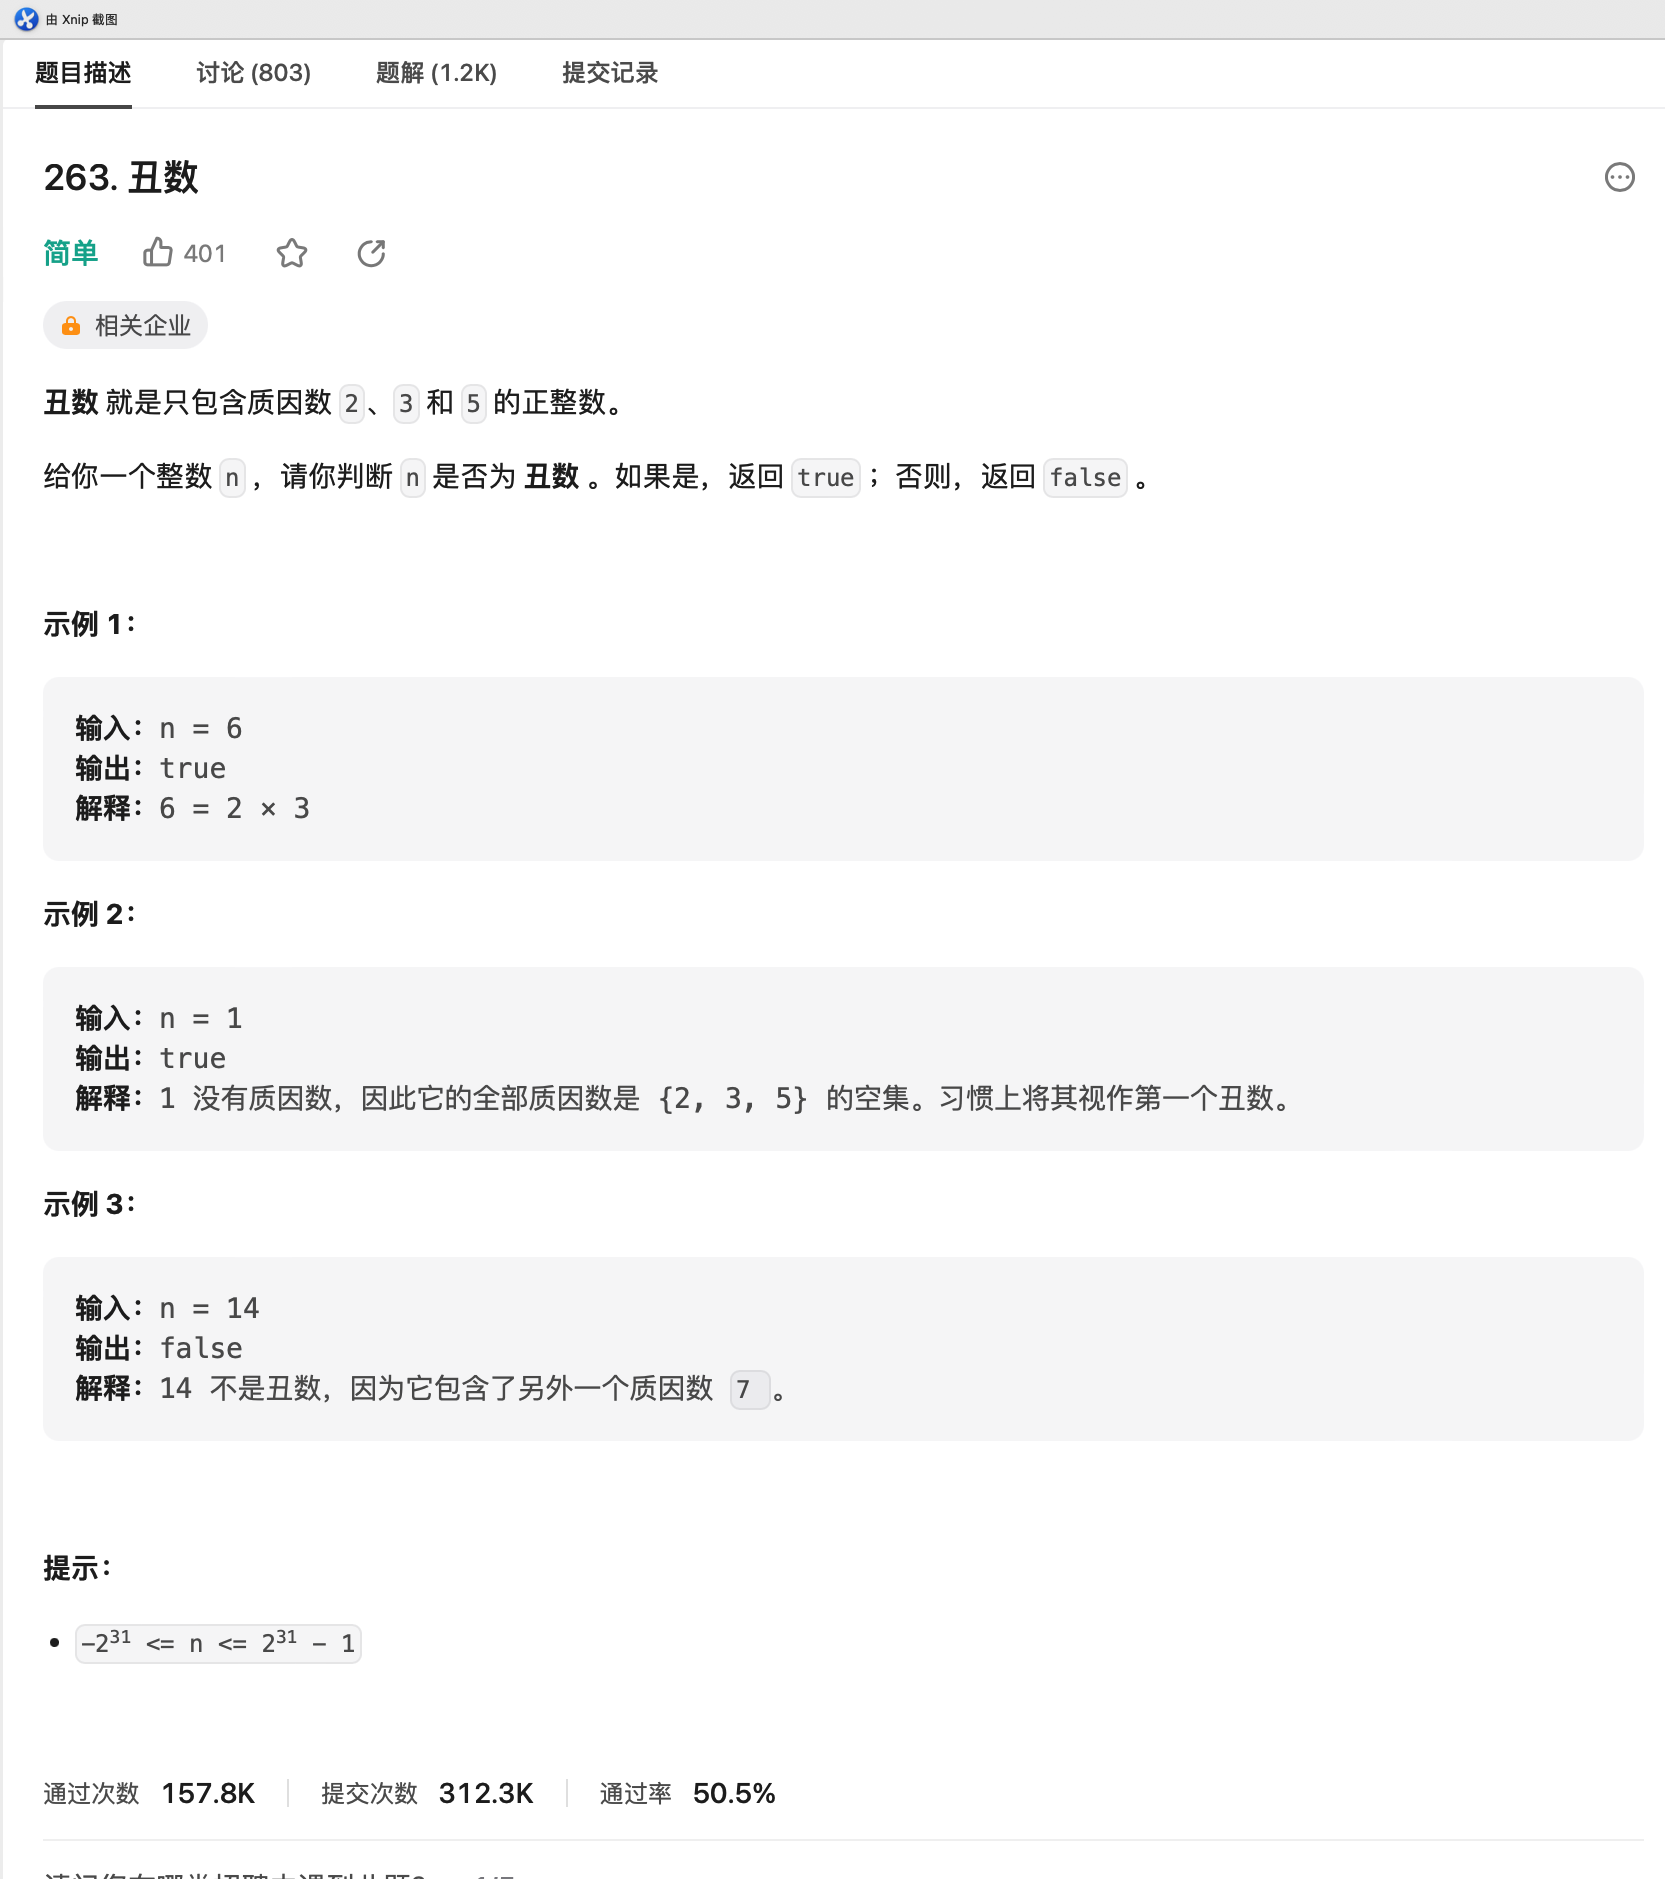 由 Xnip 截图
题目描述 讨论 (803) 题解 (1.2K) 提交记录
263. 丑数
简单 401
相关企业
丑数 就是只包含质因数 2、3 和 5 的正整数。
给你一个整数 n ，请你判断 n 是否为 丑数 。如果是，返回 true ；否则，返回 false 。
示例 1：
输入：n = 6
输出：true
解释：6 = 2 × 3
示例 2：
输入：n = 1
输出：true
解释：1 没有质因数，因此它的全部质因数是 {2, 3, 5} 的空集。习惯上将其视作第一个丑数。
示例 3：
输入：n = 14
输出：false
解释：14 不是丑数，因为它包含了另外一个质因数 7 。
提示：
• -2³¹ <= n <= 2³¹ - 1
通过次数 157.8K 提交次数 312.3K 通过率 50.5%